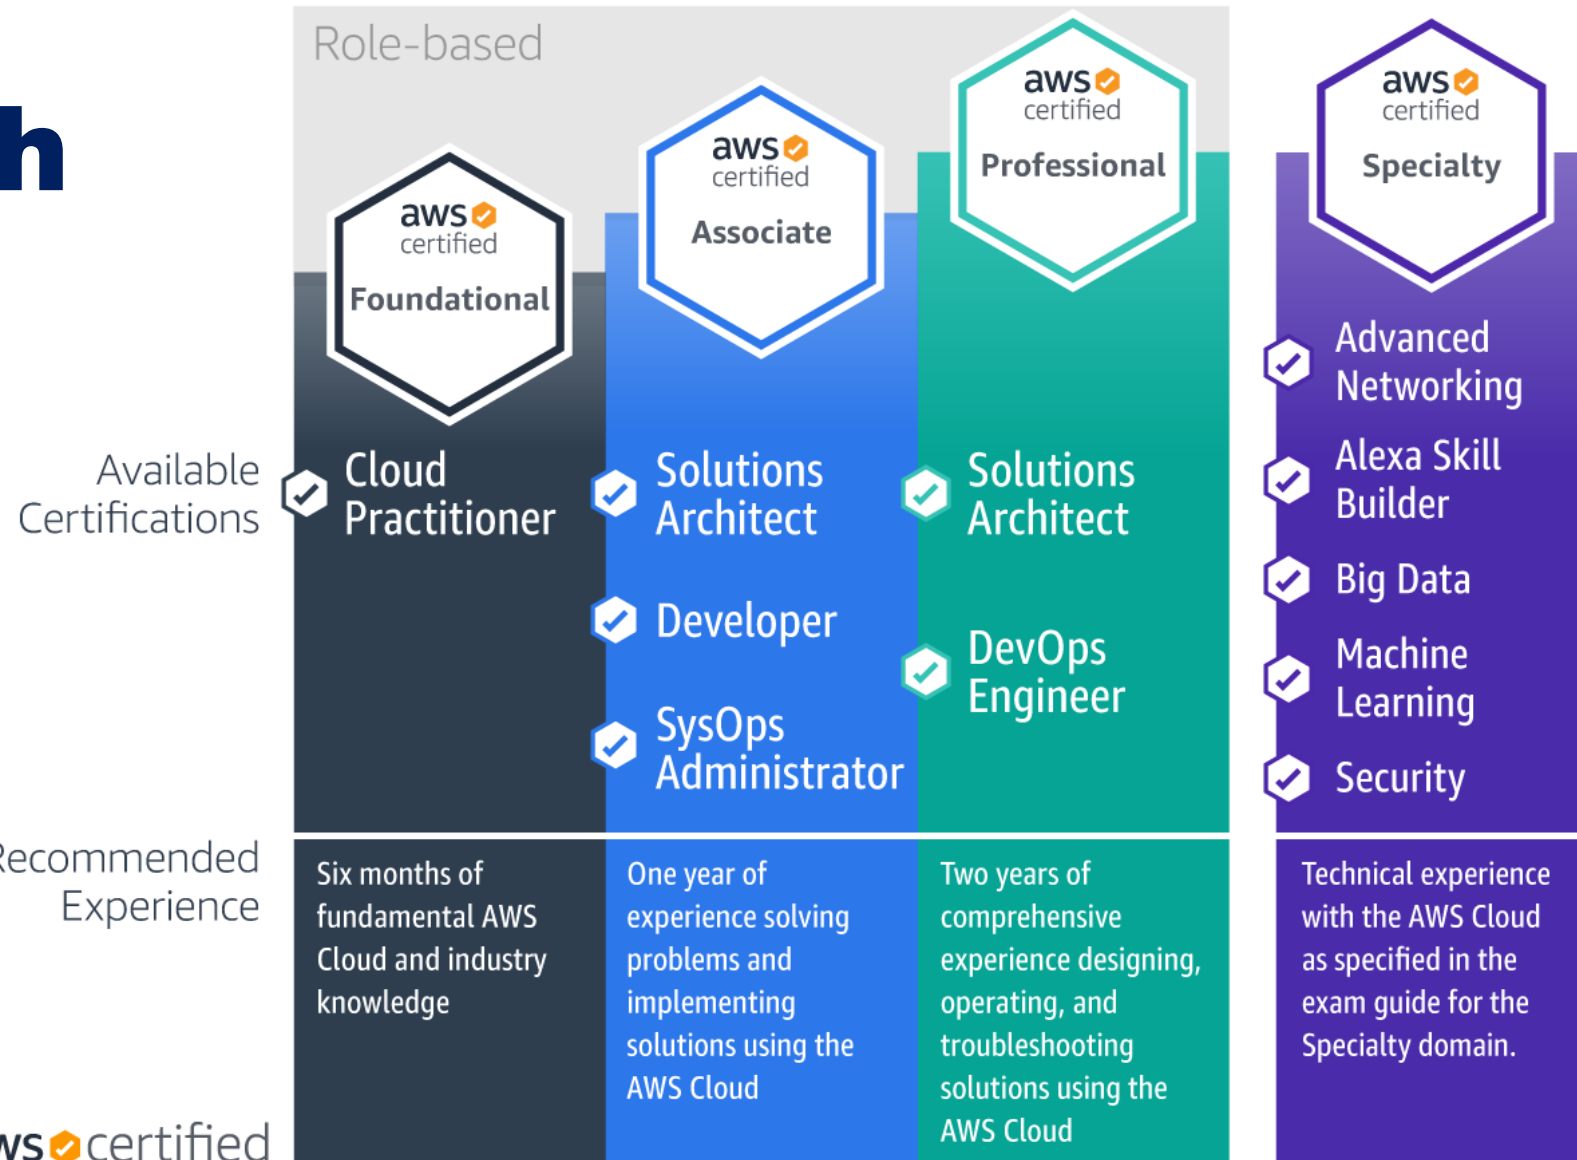 h
Role-based
aws
certified
Foundational
aws
certified
Associate
aws
certified
Professional
aws
certified
Specialty
Available
Certifications
Cloud
Practitioner
Solutions
Architect
Developer
SysOps
Administrator
Solutions
Architect
DevOps
Engineer
Advanced
Networking
Alexa Skill
Builder
Big Data
Machine
Learning
Security
Recommended
Experience
Six months of
fundamental AWS
Cloud and industry
knowledge
One year of
experience solving
problems and
implementing
solutions using the
AWS Cloud
Two years of
comprehensive
experience designing,
operating, and
troubleshooting
solutions using the
AWS Cloud
Technical experience
with the AWS Cloud
as specified in the
exam guide for the
Specialty domain.
ws certified